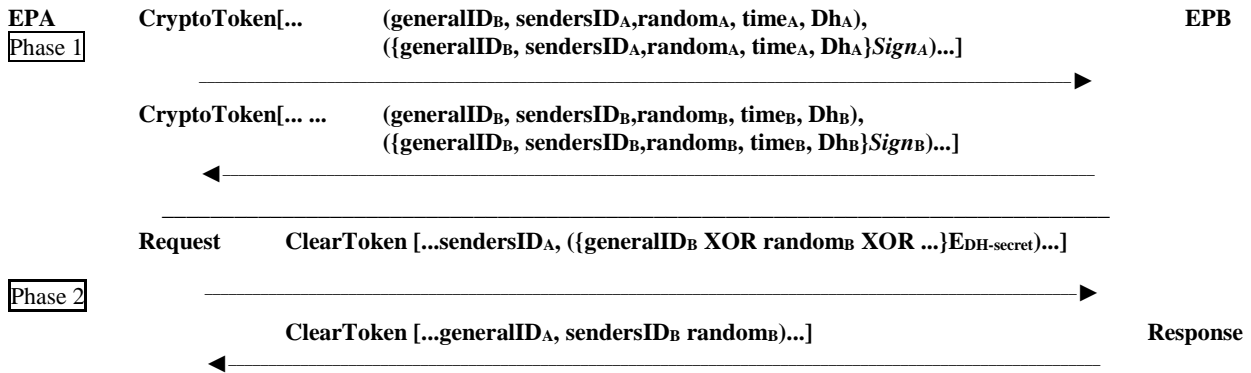 EPA CryptoToken[... (generalIDB, sendersIDA,randomA, timeA, DhA), EPB
Phase 1 ({generalIDB, sendersIDA,randomA, timeA, DhA}SignA)...]
CryptoToken[... ... (generalIDB, sendersIDB,randomB, timeB, DhB),
({generalIDB, sendersIDB,randomB, timeB, DhB}SignB)...]
Request ClearToken [...sendersIDA, ({generalIDB XOR randomB XOR ...}EDH-secret)...]
Phase 2
ClearToken [...generalIDA, sendersIDB randomB)...] Response